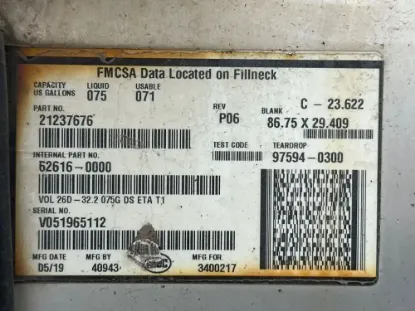 FMCSA Data Located on Fillneck
CAPACITY US GALLONS LIQUID 075 USABLE 071
C - 23.622
PART NO. 21237676
REV P06
BLANK 86.75 X 29.409
TEST CODE
TEARDROP 97594-0300
INTERNAL PART NO.
62616-0000
VOL 26D-32.2 075G OS ETA T1
SERIAL NO.
V051965112
MFG DATE 05/19
MFG BY 40943
MFG FOR 3400217